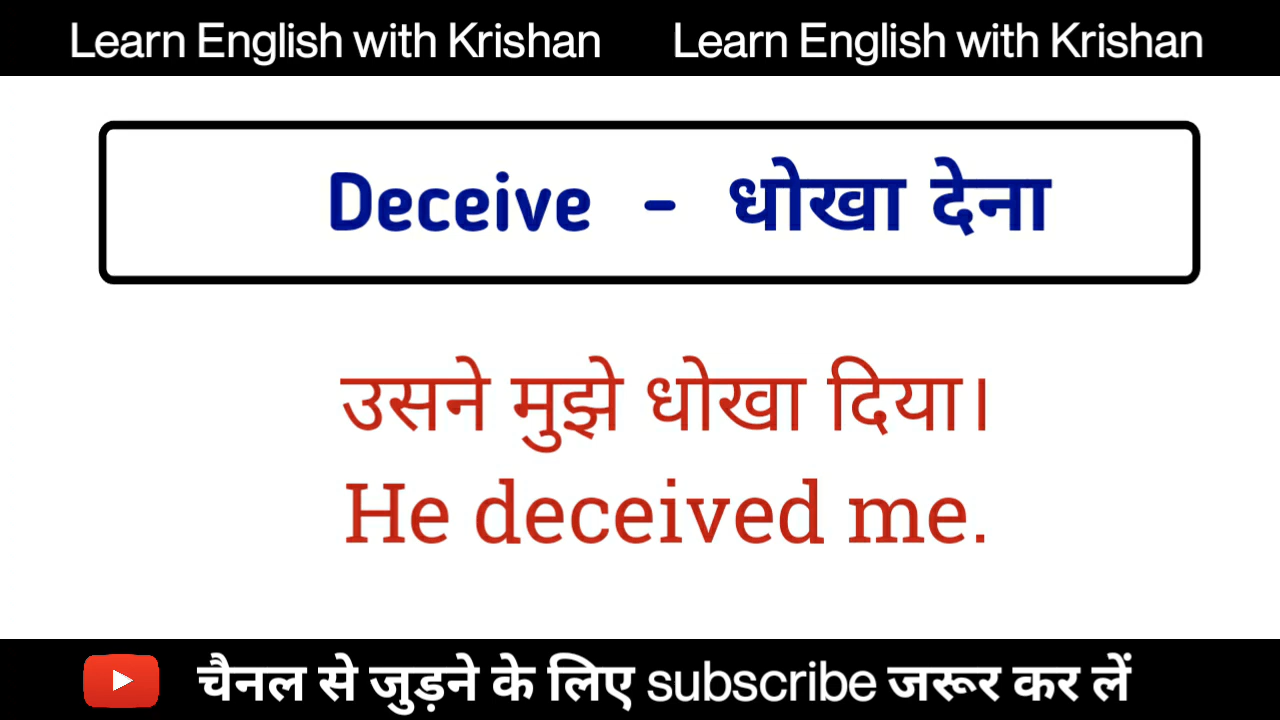 Learn English with Krishan Learn English with Krishan
Deceive - धोखा देना
उसने मुझे धोखा दिया।
He deceived me.
चैनल से जुड़ने के लिए subscribe जरूर कर लें